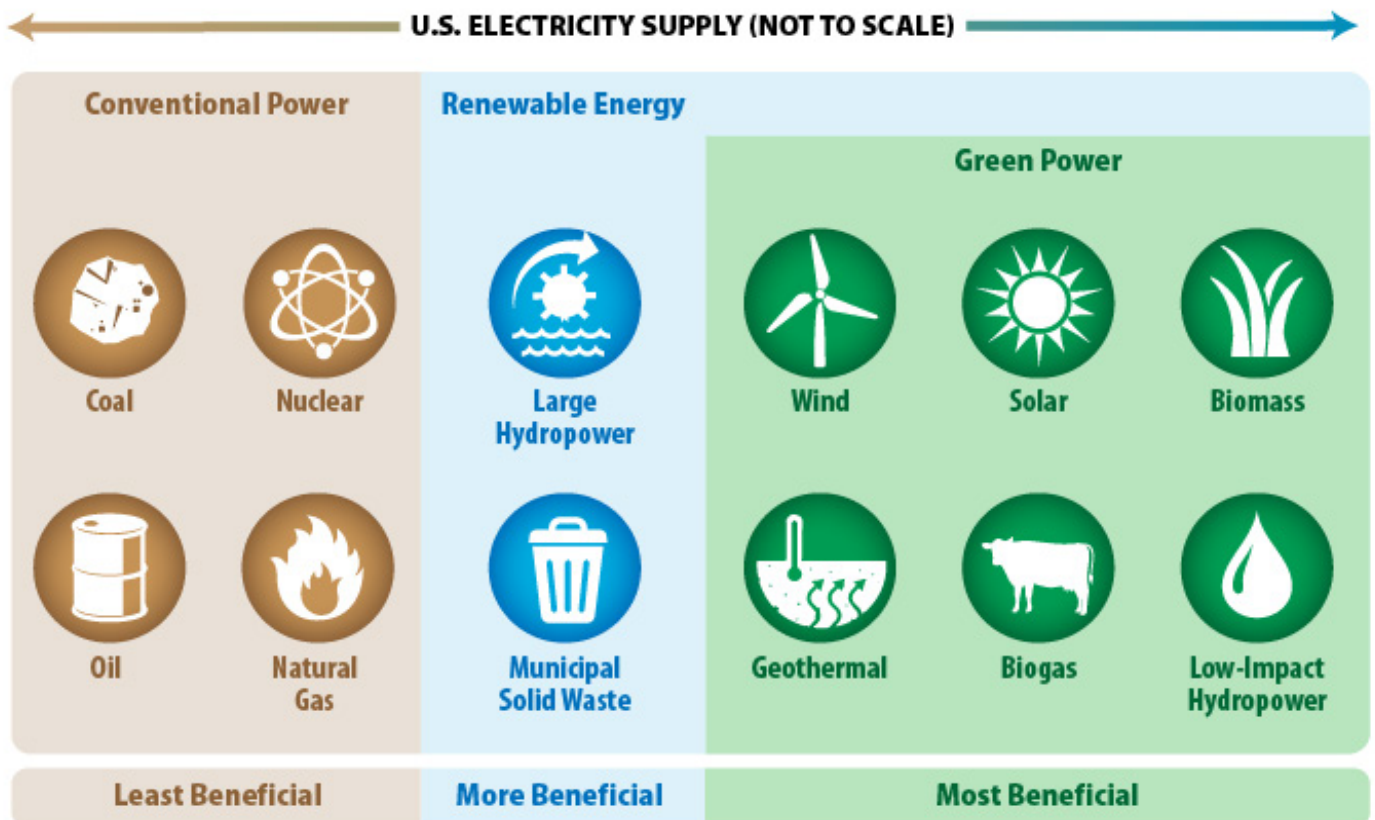 U.S. ELECTRICITY SUPPLY (NOT TO SCALE)
Conventional Power
Renewable Energy
Green Power
Coal
Nuclear
Large
Hydropower
Wind
Solar
Biomass
Oil
Natural
Gas
Municipal
Solid Waste
Geothermal
Biogas
Low-Impact
Hydropower
Least Beneficial
More Beneficial
Most Beneficial